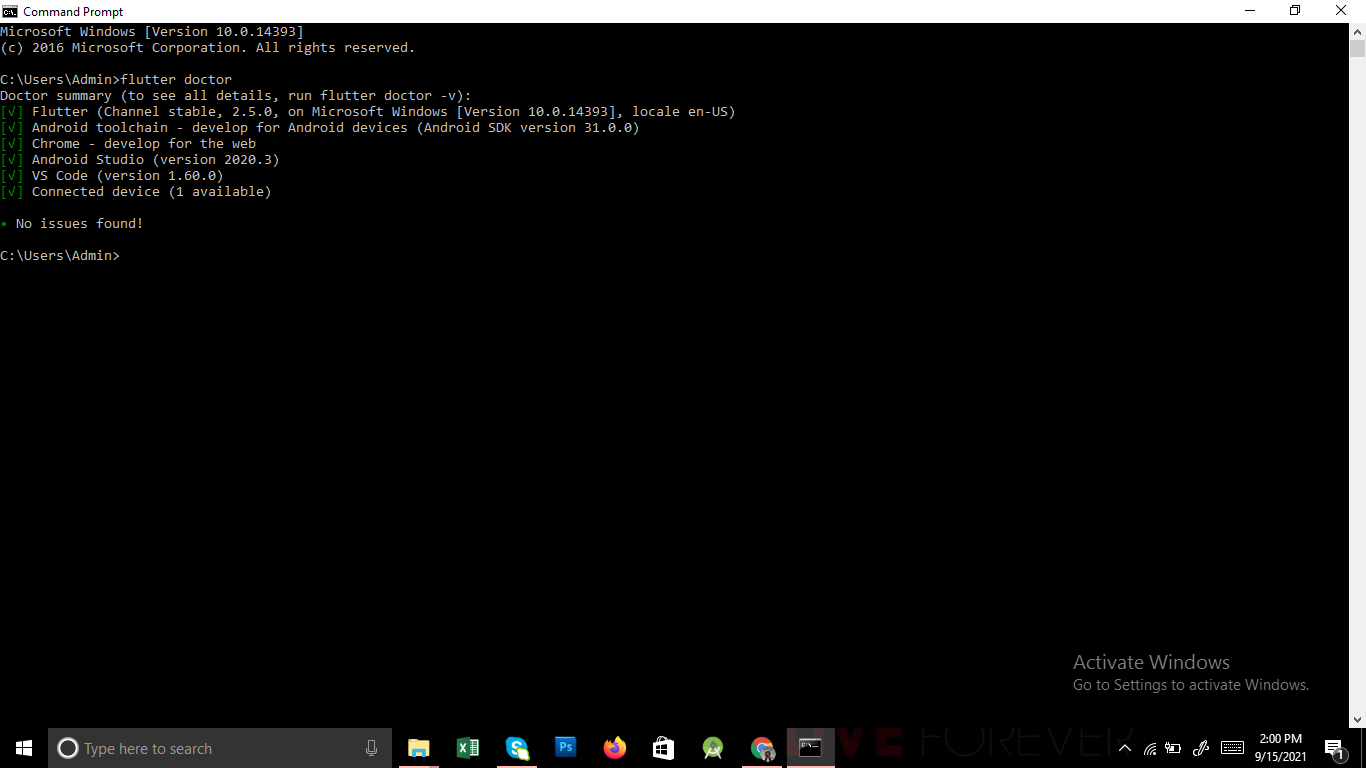 Command Prompt
Microsoft Windows [Version 10.0.14393]
(c) 2016 Microsoft Corporation. All rights reserved.
C:\Users\Admin>flutter doctor
Doctor summary (to see all details, run flutter doctor -v):
[√] Flutter (Channel stable, 2.5.0, on Microsoft Windows [Version 10.0.14393], locale en-US)
[√] Android toolchain - develop for Android devices (Android SDK version 31.0.0)
[√] Chrome - develop for the web
[√] Android Studio (version 2020.3)
[√] VS Code (version 1.60.0)
[√] Connected device (1 available)
• No issues found!
C:\Users\Admin>
Activate Windows
Go to Settings to activate Windows.
Type here to search
Ps
VE FOREVER
2:00 PM
9/15/2021
1